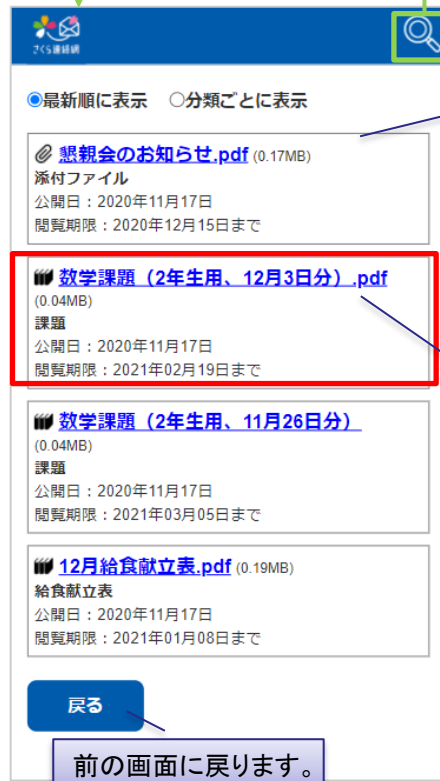 さくら連絡網
最新順に表示 分類ごとに表示
懇親会のお知らせ.pdf (0.17MB)
添付ファイル
公開日：2020年11月17日
閲覧期限：2020年12月15日まで
数学課題（2年生用、12月3日分）.pdf
(0.04MB)
課題
公開日：2020年11月17日
閲覧期限：2021年02月19日まで
数学課題（2年生用、11月26日分）
(0.04MB)
課題
公開日：2020年11月17日
閲覧期限：2021年03月05日まで
12月給食献立表.pdf (0.19MB)
給食献立表
公開日：2020年11月17日
閲覧期限：2021年01月08日まで
戻る
前の画面に戻ります。